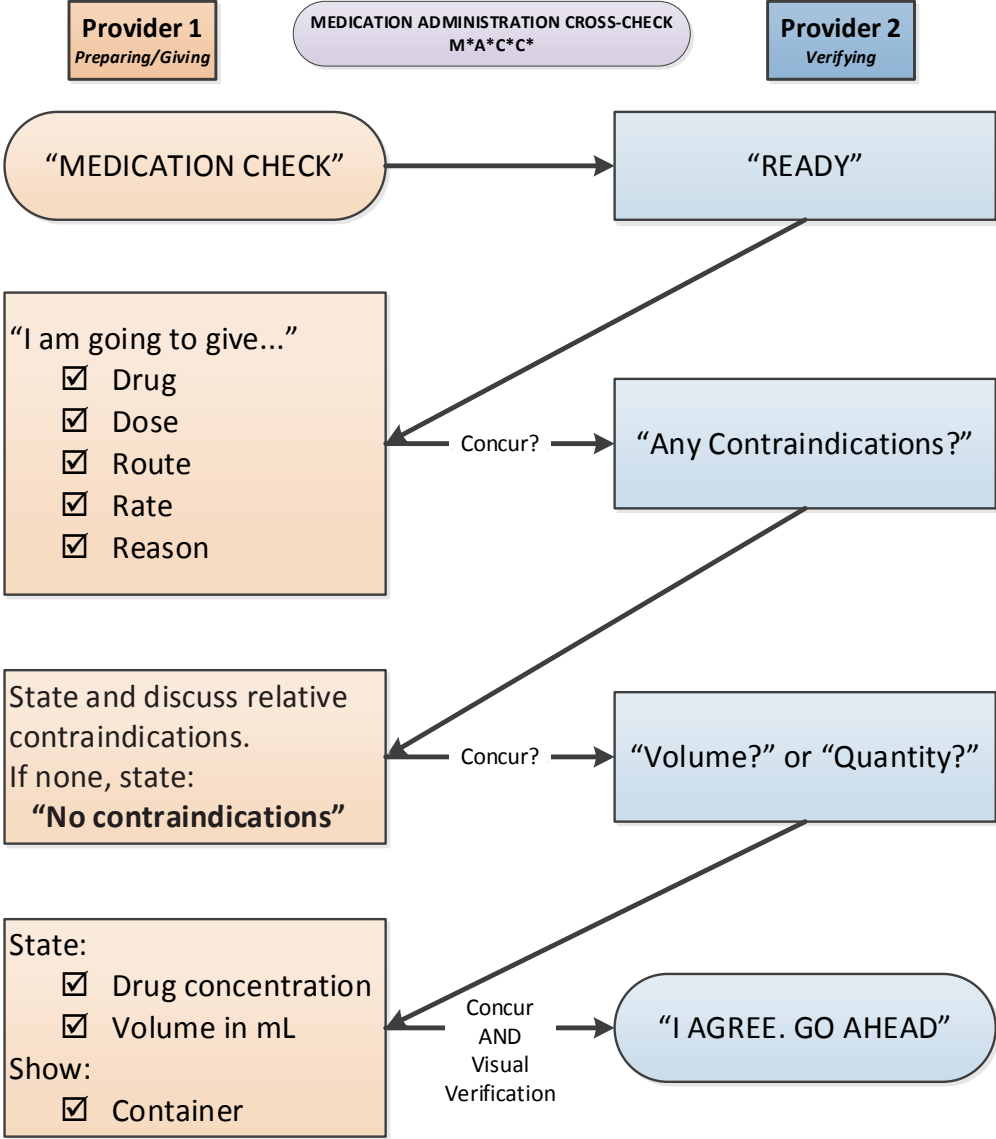 Provider 1
Preparing/Giving
MEDICATION ADMINISTRATION CROSS-CHECK
M*A*C*C*
Provider 2
Verifying
“MEDICATION CHECK”
“READY”
“I am going to give...”
☑ Drug
☑ Dose
☑ Route
☑ Rate
☑ Reason
Concur?
“Any Contraindications?”
State and discuss relative
contraindications.
If none, state:
“No contraindications”
Concur?
“Volume?” or “Quantity?”
State:
☑ Drug concentration
☑ Volume in mL
Show:
☑ Container
Concur
AND
Visual
Verification
“I AGREE. GO AHEAD”